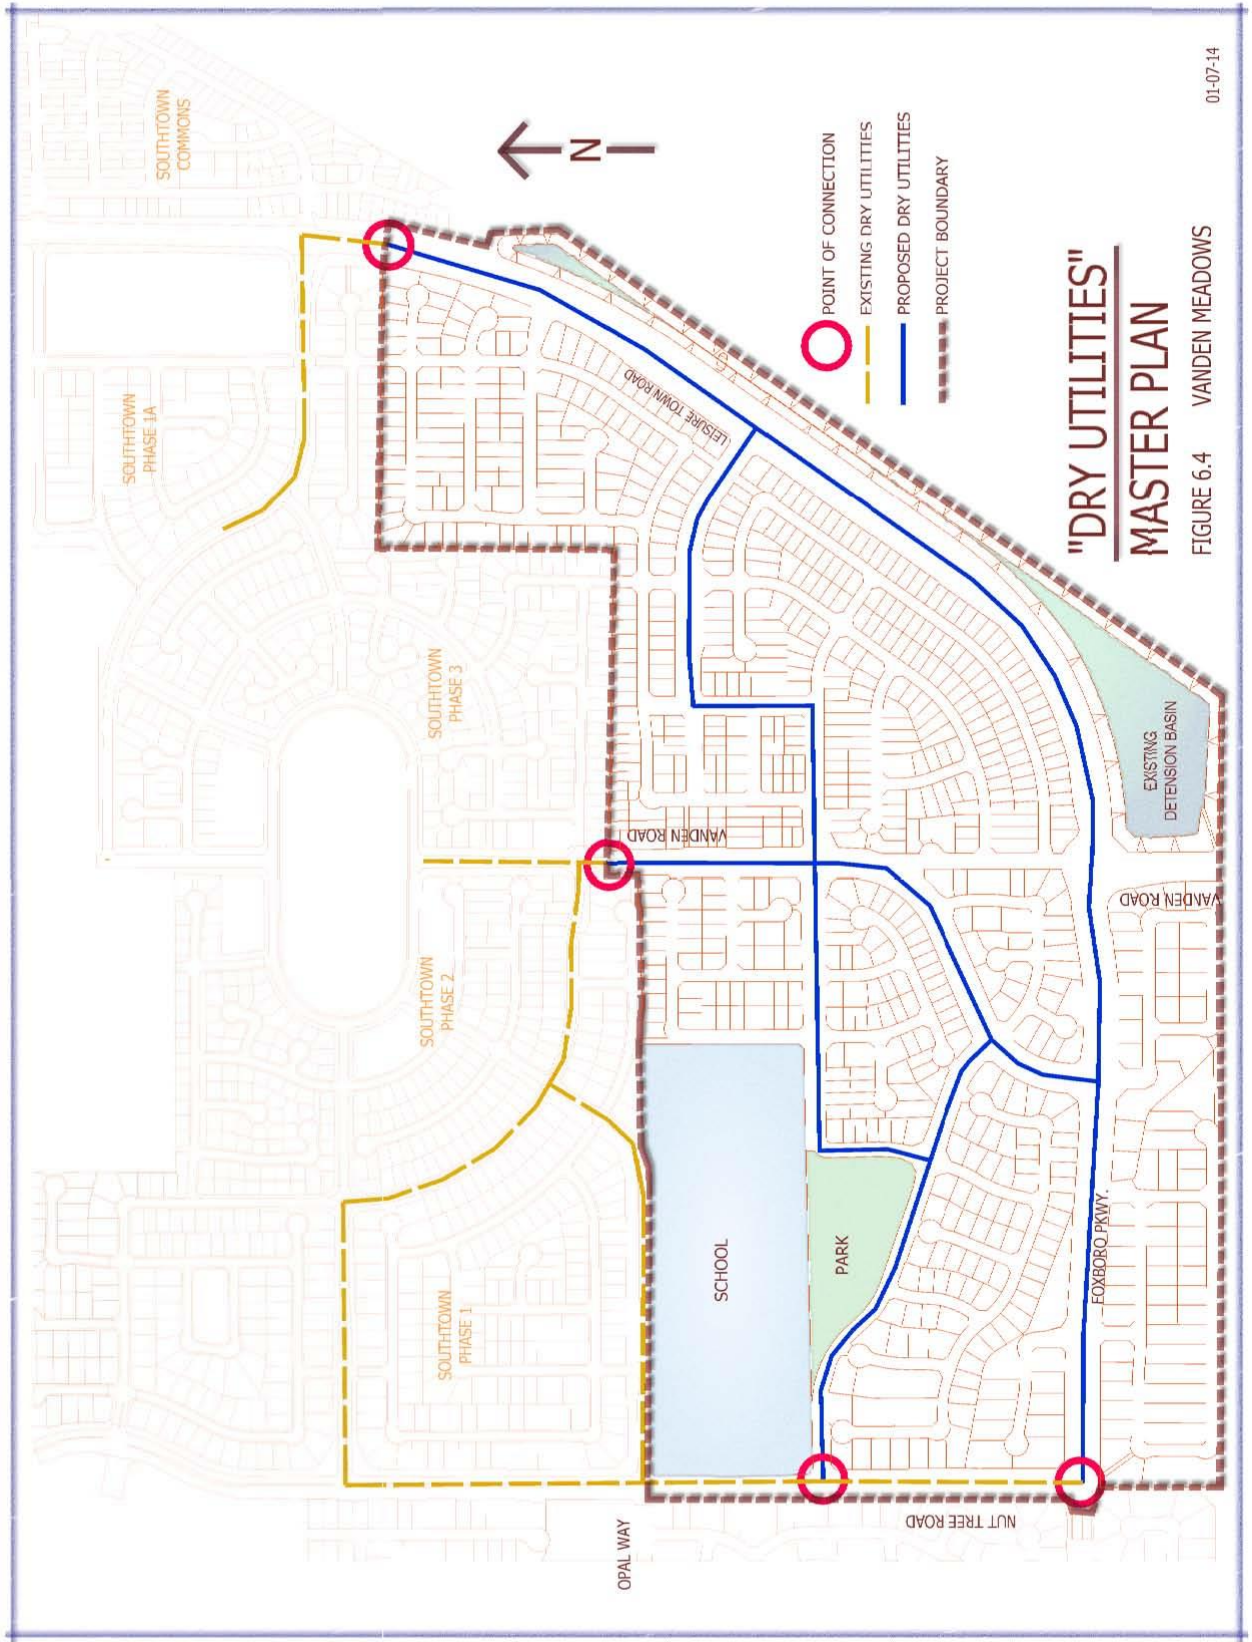 SOUTHTOWN
COMMONS
SOUTHTOWN
PHASE 1A
SOUTHTOWN
PHASE 3
SOUTHTOWN
PHASE 2
SOUTHTOWN
PHASE 1
N
POINT OF CONNECTION
EXISTING DRY UTILITIES
PROPOSED DRY UTILITIES
PROJECT BOUNDARY
LEISURE TOWN ROAD
VANDEN ROAD
VANDEN ROAD
EXISTING
DETENSION BASIN
SCHOOL
PARK
FOXBORO PKWY.
NUT TREE ROAD
OPAL WAY
"DRY UTILITIES"
MASTER PLAN
FIGURE 6.4 VANDEN MEADOWS
01-07-14